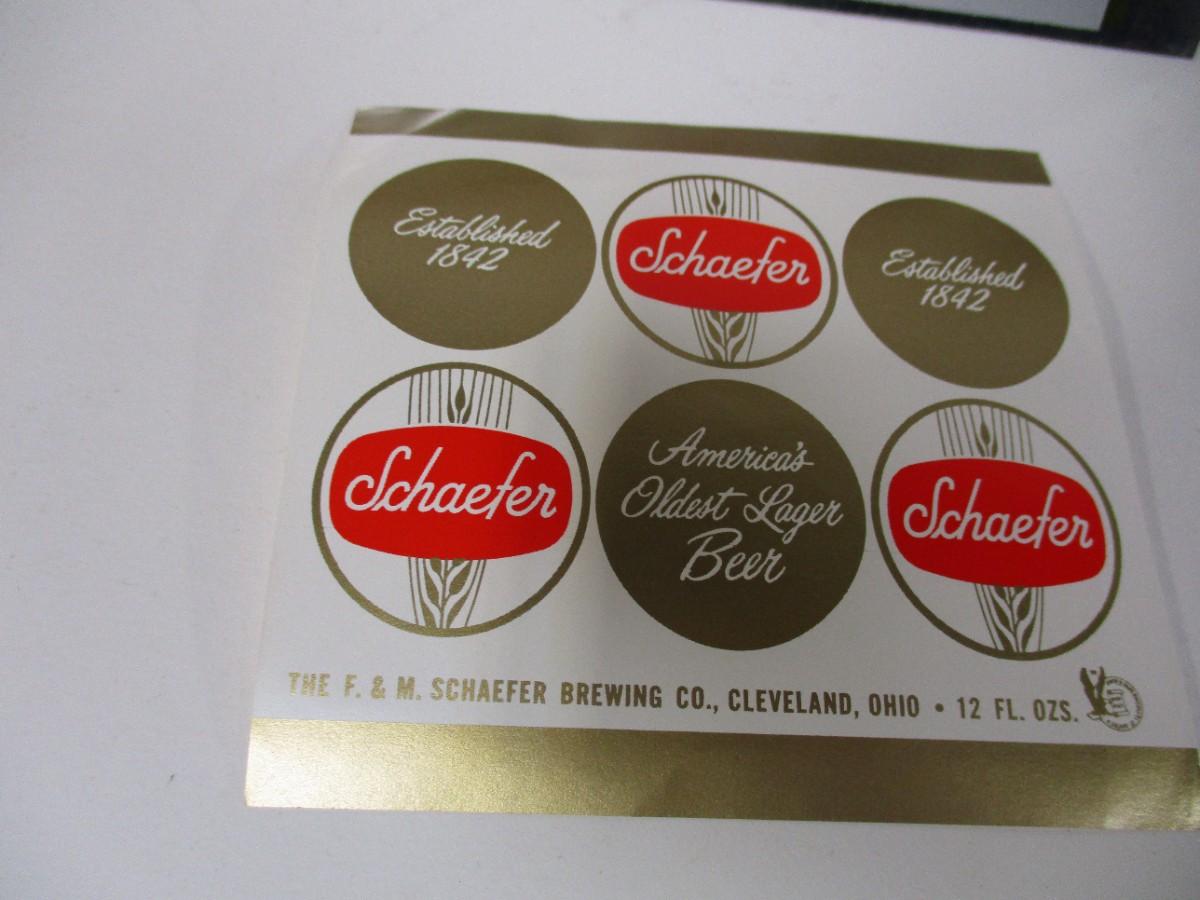 Established
1842
Schaefer
Established
1842
Schaefer
America's
Oldest Lager
Beer
Schaefer
THE F. & M. SCHAEFER BREWING CO., CLEVELAND, OHIO • 12 FL. OZS.